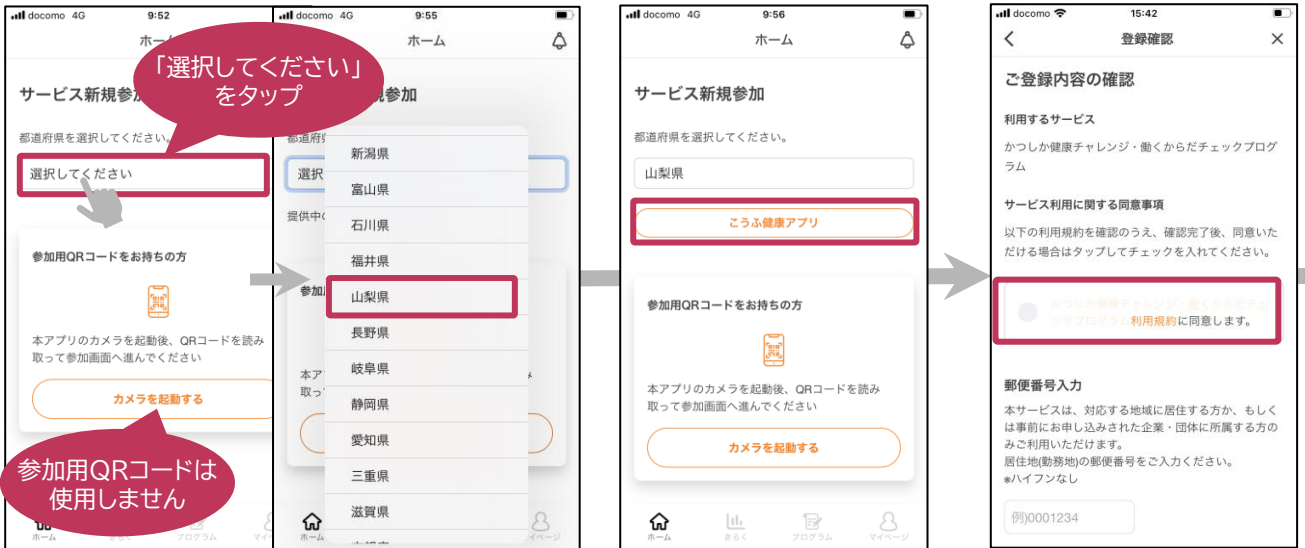 docomo 4G 9:52
ホーム
「選択してください」
をタップ
サービス新規参加
都道府県を選択してください。
選択してください
参加用QRコードをお持ちの方
本アプリのカメラを起動後、QRコードを読み
取って参加画面へ進んでください
カメラを起動する
参加用QRコードは
使用しません
ホーム
プログラム
docomo 4G 9:55
ホーム
規参加
都道府
選択
提供中
新潟県
富山県
石川県
福井県
山梨県
長野県
岐阜県
静岡県
愛知県
三重県
滋賀県
参加
本ア
取っ
ホーム
イページ
docomo 4G 9:56
ホーム
サービス新規参加
都道府県を選択してください。
山梨県
こうふ健康アプリ
参加用QRコードをお持ちの方
本アプリのカメラを起動後、QRコードを読み
取って参加画面へ進んでください
カメラを起動する
ホーム
きろく
プログラム
マイページ
docomo 15:42
登録確認
ご登録内容の確認
利用するサービス
かつしか健康チャレンジ・働くからだチェックプログ
ラム
サービス利用に関する同意事項
以下の利用規約を確認のうえ、確認完了後、同意いた
だける場合はタップしてチェックを入れてください。
かつしか健康チャレンジ・働くからだチェ
ックプログラム利用規約に同意します。
郵便番号入力
本サービスは、対応する地域に居住する方か、もしく
は事前にお申し込みされた企業・団体に所属する方の
みご利用いただけます。
居住地(勤務地)の郵便番号をご入力ください。
※ハイフンなし
例)0001234